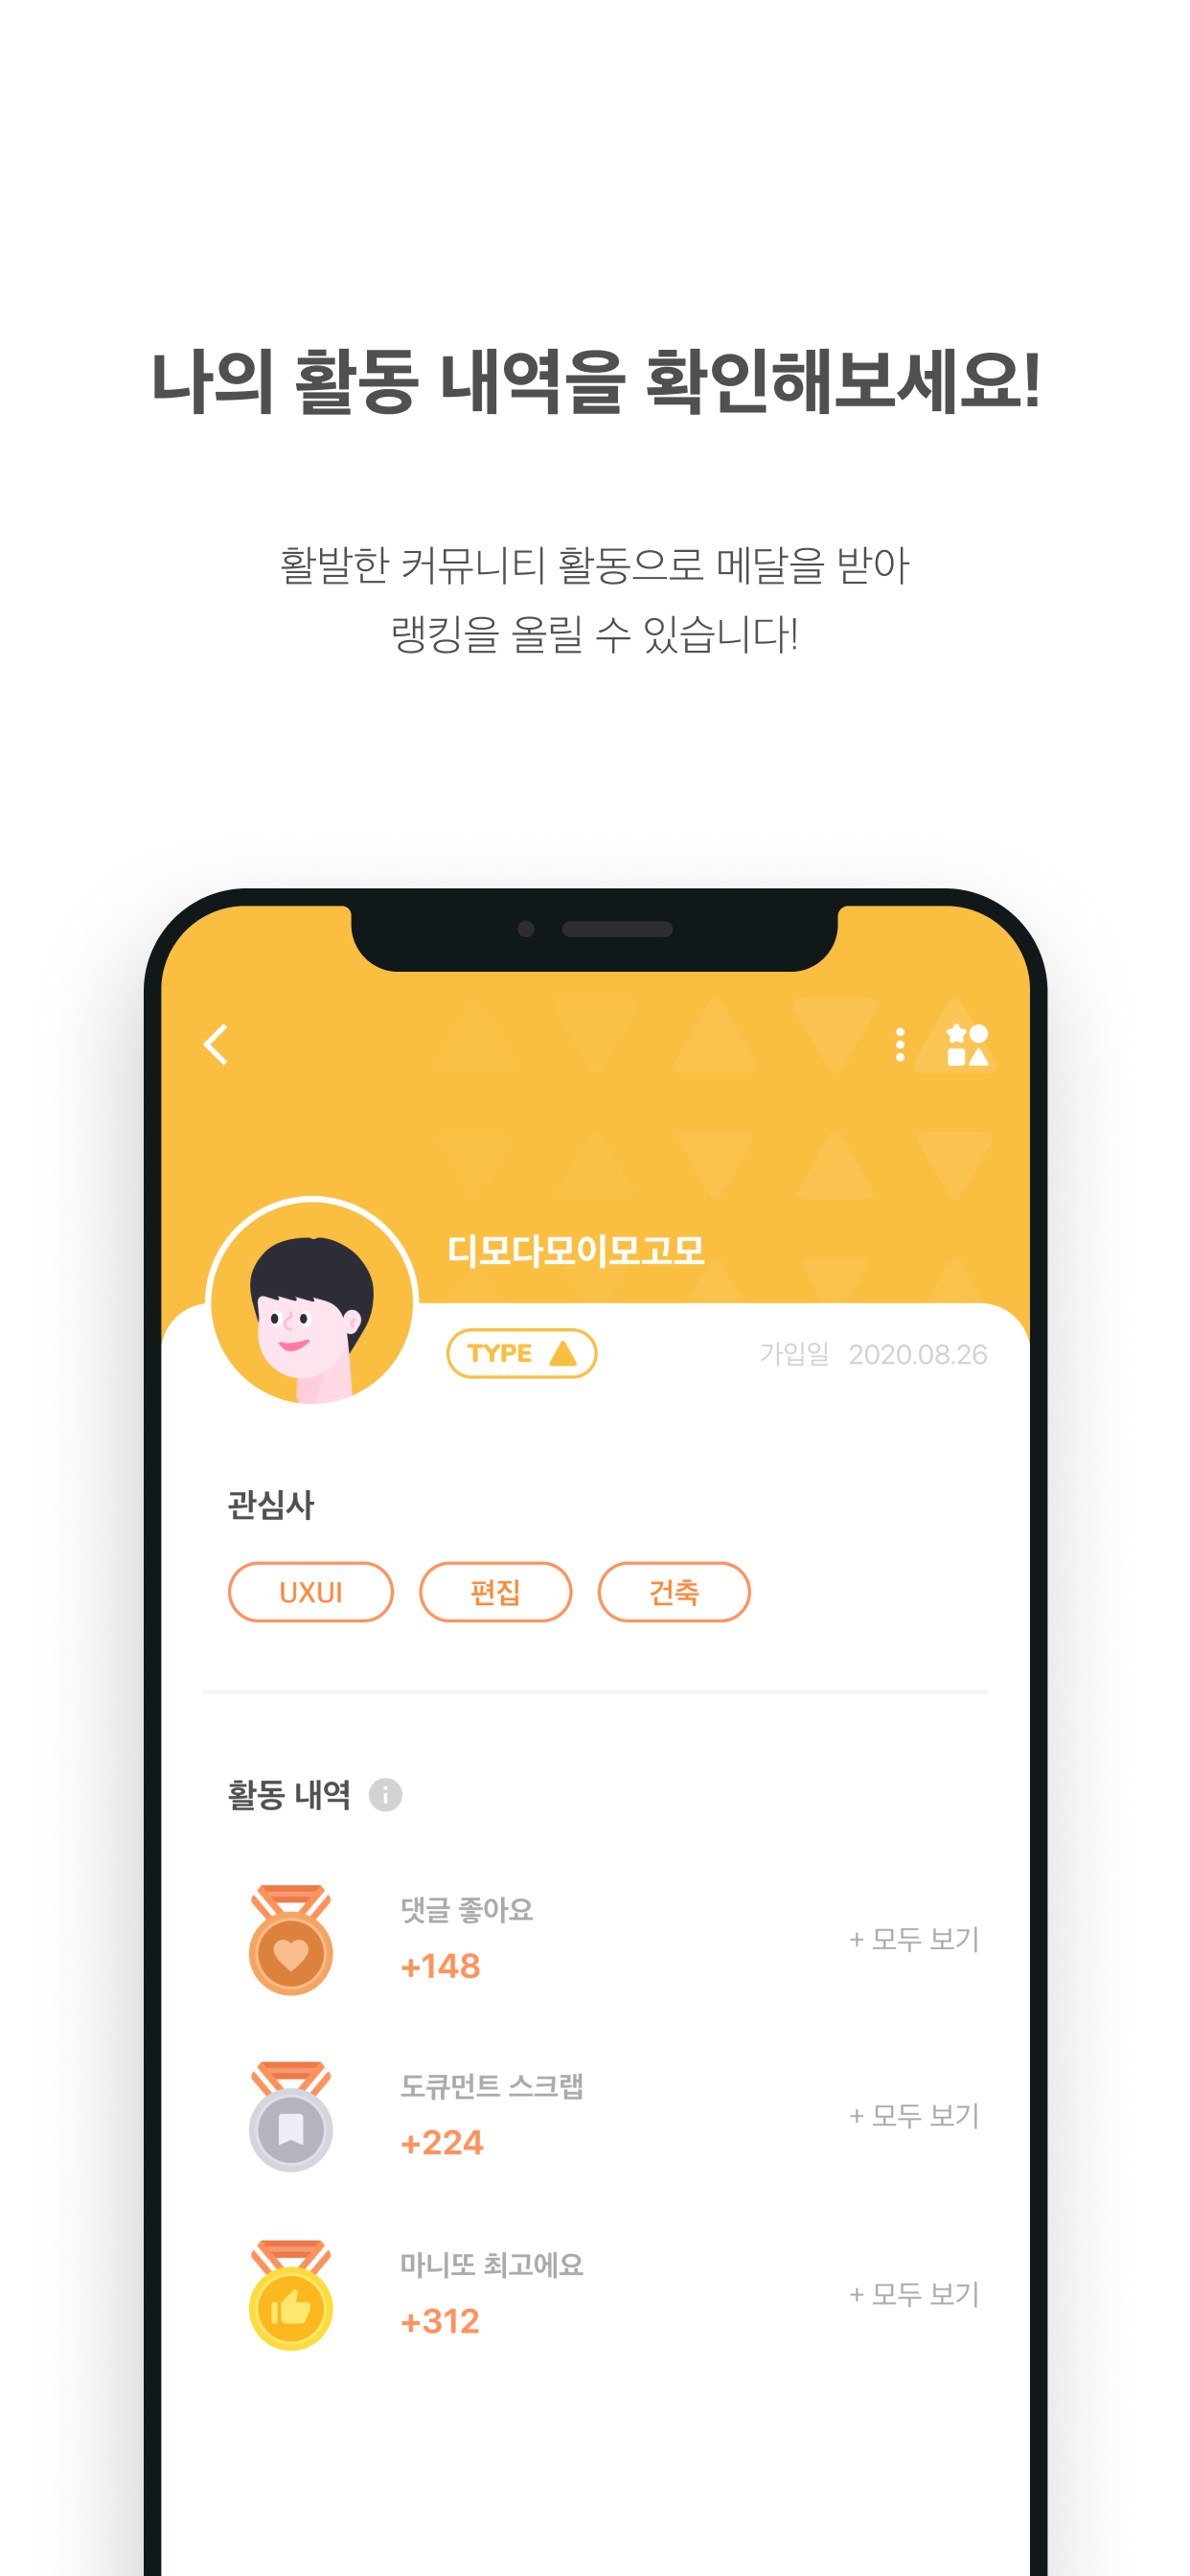 나의 활동 내역을 확인해보세요!
활발한 커뮤니티 활동으로 메달을 받아
랭킹을 올릴 수 있습니다!
디모다모이모고모
TYPE
가입일 2020.08.26
관심사
UXUI 편집 건축
활동 내역
댓글 좋아요
+148
+ 모두 보기
도큐먼트 스크랩
+224
+ 모두 보기
마니또 최고에요
+312
+ 모두 보기